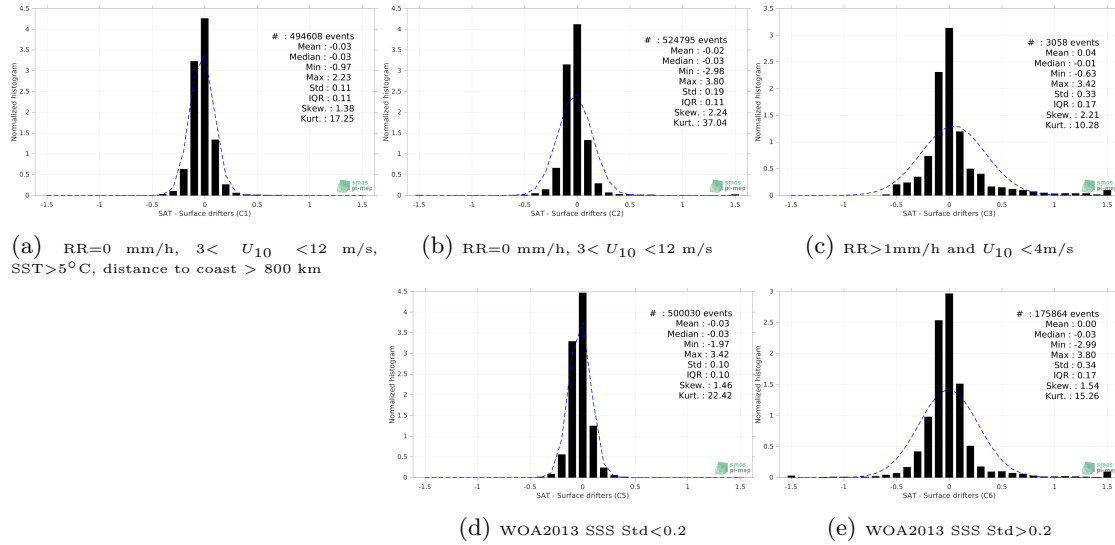 4.5
4
3.5
3
2.5
2
1.5
1
0.5
0
Normalized histogram
# : 494608 events
Mean : -0.03
Median : -0.03
Min : -0.97
Max : 2.23
Std : 0.11
IQR : 0.11
Skew. : 1.38
Kurt. : 17.25
smos
pi-mep
-1.5 -1 -0.5 0 0.5 1 1.5
SAT - Surface drifters (C1)
(a) RR=0 mm/h, 3< U10 <12 m/s,
SST>5°C, distance to coast > 800 km
4.5
4
3.5
3
2.5
2
1.5
1
0.5
0
Normalized histogram
# : 524795 events
Mean : -0.02
Median : -0.03
Min : -2.98
Max : 3.80
Std : 0.19
IQR : 0.11
Skew. : 2.24
Kurt. : 37.04
smos
pi-mep
-1.5 -1 -0.5 0 0.5 1 1.5
SAT - Surface drifters (C2)
(b) RR=0 mm/h, 3< U10 <12 m/s
3.5
3
2.5
2
1.5
1
0.5
0
Normalized histogram
# : 3058 events
Mean : 0.04
Median : -0.01
Min : -0.63
Max : 3.42
Std : 0.33
IQR : 0.17
Skew. : 2.21
Kurt. : 10.28
smos
pi-mep
-1.5 -1 -0.5 0 0.5 1 1.5
SAT - Surface drifters (C3)
(c) RR>1mm/h and U10 <4m/s
4.5
4
3.5
3
2.5
2
1.5
1
0.5
0
Normalized histogram
# : 500030 events
Mean : -0.03
Median : -0.03
Min : -1.97
Max : 3.42
Std : 0.10
IQR : 0.10
Skew. : 1.46
Kurt. : 22.42
smos
pi-mep
-1.5 -1 -0.5 0 0.5 1 1.5
SAT - Surface drifters (C5)
(d) WOA2013 SSS Std<0.2
3
2.5
2
1.5
1
0.5
0
Normalized histogram
# : 175864 events
Mean : 0.00
Median : -0.03
Min : -2.99
Max : 3.80
Std : 0.34
IQR : 0.17
Skew. : 1.54
Kurt. : 15.26
smos
pi-mep
-1.5 -1 -0.5 0 0.5 1 1.5
SAT - Surface drifters (C6)
(e) WOA2013 SSS Std>0.2